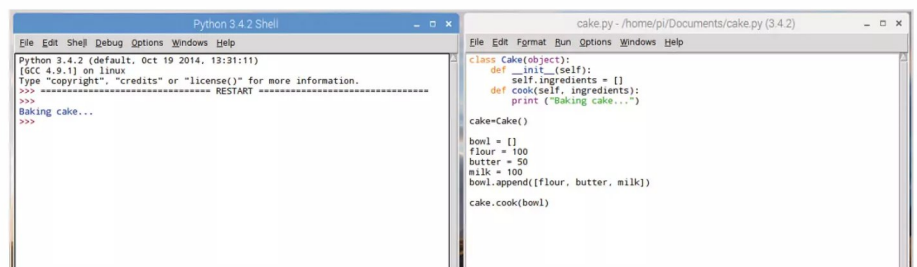 Python 3.4.2 Shell
File Edit Shell Debug Options Windows Help
Python 3.4.2 (default, Oct 19 2014, 13:31:11)
[GCC 4.9.1] on linux
Type "copyright", "credits" or "license()" for more information.
>>> ================================ RESTART ================================
>>>
Baking cake...
>>>
cake.py - /home/pi/Documents/cake.py (3.4.2)
File Edit Format Run Options Windows Help
class Cake(object):
    def __init__(self):
        self.ingredients = []
    def cook(self, ingredients):
        print ("Baking cake...")
cake=Cake()
bowl = []
flour = 100
butter = 50
milk = 100
bowl.append([flour, butter, milk])
cake.cook(bowl)